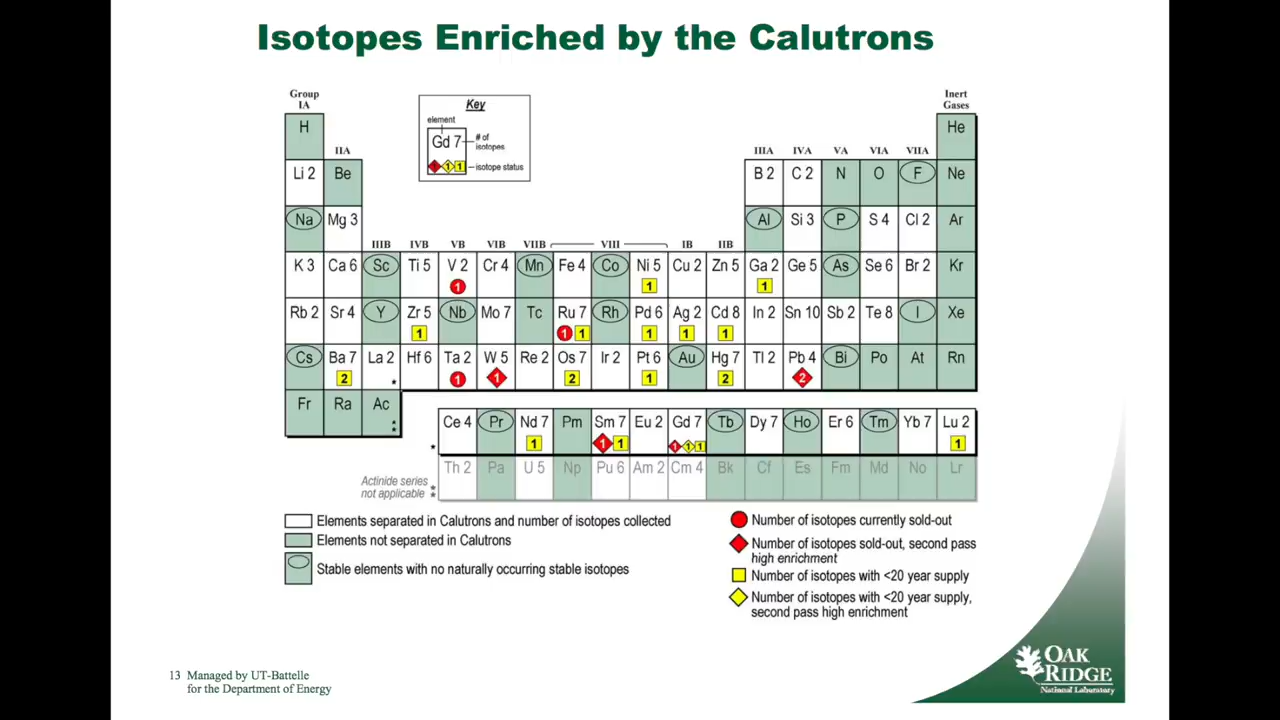 Isotopes Enriched by the Calutrons
Group
IA
Inert
Gases
Key
element
Gd 7
# of
isotopes
1 1
isotope status
H
He
IIA IIIA IVA VA VIA VIIA
Li 2 Be B 2 C 2 N O F Ne
Na Mg 3 Al Si 3 P S 4 Cl 2 Ar
IIIB IVB VB VIB VIIB VIII IB IIB
K 3 Ca 6 Sc Ti 5 V 2 Cr 4 Mn Fe 4 Co Ni 5 Cu 2 Zn 5 Ga 2 Ge 5 As Se 6 Br 2 Kr
1 1 1
Rb 2 Sr 4 Y Zr 5 Nb Mo 7 Tc Ru 7 Rh Pd 6 Ag 2 Cd 8 In 2 Sn 10 Sb 2 Te 8 I Xe
1 1 1 1 1 1
Cs Ba 7 La 2 Hf 6 Ta 2 W 5 Re 2 Os 7 Ir 2 Pt 6 Au Hg 7 Tl 2 Pb 4 Bi Po At Rn
2 * 1 1 2 1 2 2
Fr Ra Ac
* *
Ce 4 Pr Nd 7 Pm Sm 7 Eu 2 Gd 7 Tb Dy 7 Ho Er 6 Tm Yb 7 Lu 2
* 1 1 1 1 1 1 1
Th 2 Pa U 5 Np Pu 6 Am 2 Cm 4 Bk Cf Es Fm Md No Lr
Actinide series
not applicable
* *
Elements separated in Calutrons and number of isotopes collected
Elements not separated in Calutrons
Stable elements with no naturally occurring stable isotopes
Number of isotopes currently sold-out
Number of isotopes sold-out, second pass
high enrichment
Number of isotopes with <20 year supply
Number of isotopes with <20 year supply,
second pass high enrichment
13 Managed by UT-Battelle
for the Department of Energy
OAK
RIDGE
National Laboratory